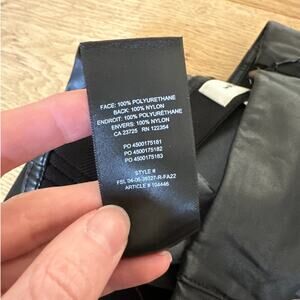 FACE: 100% POLYURETHANE
BACK: 100% NYLON
ENDROIT: 100% POLYURETHANE
ENVERS: 100% NYLON
CA 23725 RN 122354
PO 4500175181
PO 4500175182
PO 4500175183
STYLE #
FSL 04-06-39327-R-FA22
ARTICLE # 104446